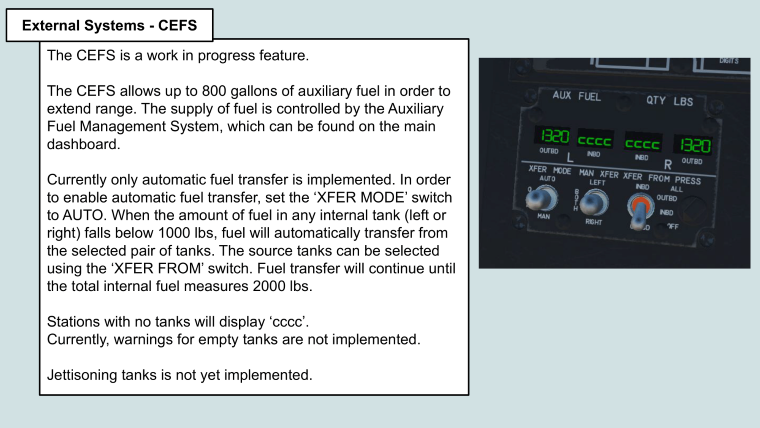 External Systems - CEFS
The CEFS is a work in progress feature.
The CEFS allows up to 800 gallons of auxiliary fuel in order to
extend range. The supply of fuel is controlled by the Auxiliary
Fuel Management System, which can be found on the main
dashboard.
Currently only automatic fuel transfer is implemented. In order
to enable automatic fuel transfer, set the ‘XFER MODE’ switch
to AUTO. When the amount of fuel in any internal tank (left or
right) falls below 1000 lbs, fuel will automatically transfer from
the selected pair of tanks. The source tanks can be selected
using the ‘XFER FROM’ switch. Fuel transfer will continue until
the total internal fuel measures 2000 lbs.
Stations with no tanks will display ‘cccc’.
Currently, warnings for empty tanks are not implemented.
Jettisoning tanks is not yet implemented.
DIGITS
AUX FUEL QTY LBS
1320 cccc cccc 1320
OUTBD INBD INBD OUTBD
L R
XFER MODE MAN XFER XFER FROM PRESS
AUTO LEFT INBD ALL
OUTBD
INBD
MAN RIGHT